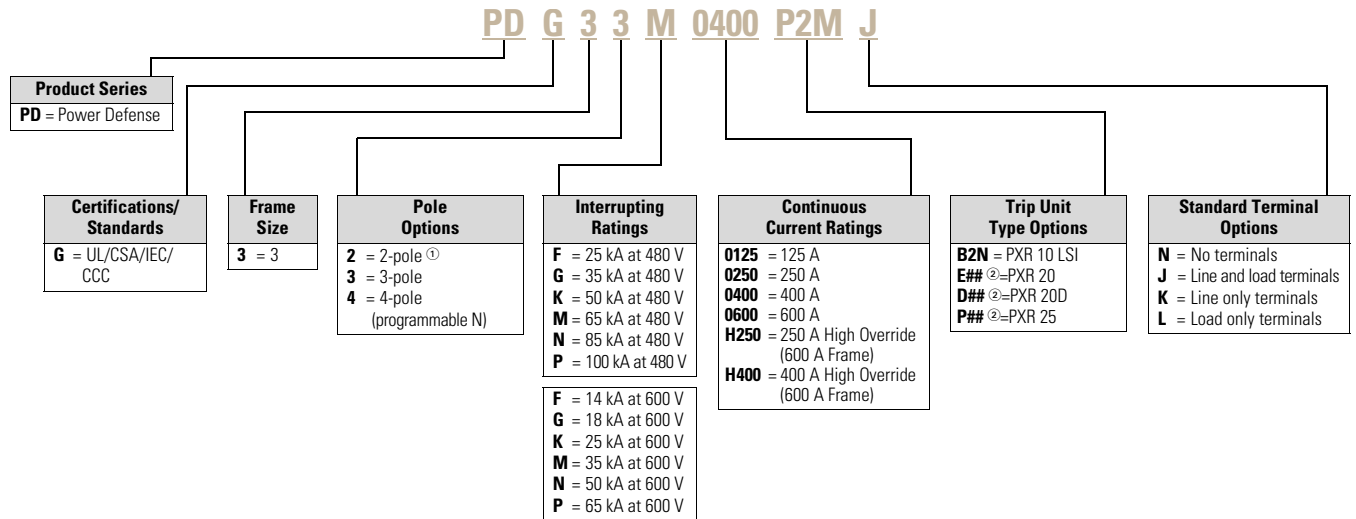 PD G 3 3 M 0400 P2M J
Product Series
PD = Power Defense
Certifications/
Standards
G = UL/CSA/IEC/
CCC
Frame
Size
3 = 3
Pole
Options
2 = 2-pole ①
3 = 3-pole
4 = 4-pole
(programmable N)
Interrupting
Ratings
F = 25 kA at 480 V
G = 35 kA at 480 V
K = 50 kA at 480 V
M = 65 kA at 480 V
N = 85 kA at 480 V
P = 100 kA at 480 V
F = 14 kA at 600 V
G = 18 kA at 600 V
K = 25 kA at 600 V
M = 35 kA at 600 V
N = 50 kA at 600 V
P = 65 kA at 600 V
Continuous
Current Ratings
0125 = 125 A
0250 = 250 A
0400 = 400 A
0600 = 600 A
H250 = 250 A High Override
(600 A Frame)
H400 = 400 A High Override
(600 A Frame)
Trip Unit
Type Options
B2N = PXR 10 LSI
E## ②=PXR 20
D## ②=PXR 20D
P## ②=PXR 25
Standard Terminal
Options
N = No terminals
J = Line and load terminals
K = Line only terminals
L = Load only terminals